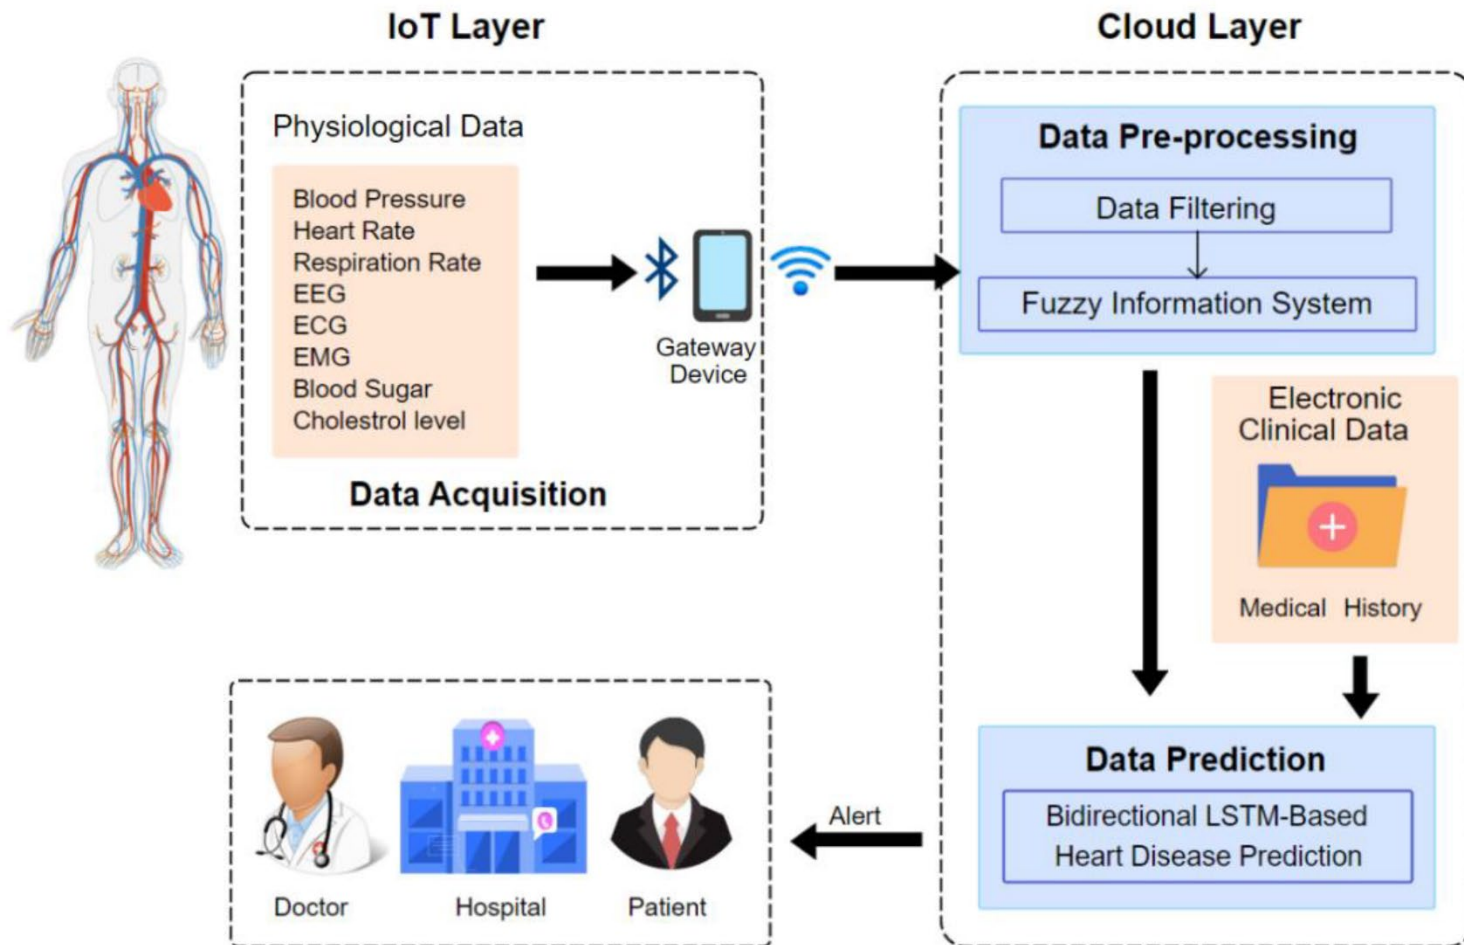 IoT Layer
Cloud Layer
Physiological Data
Blood Pressure
Heart Rate
Respiration Rate
EEG
ECG
EMG
Blood Sugar
Cholestrol level
Data Acquisition
Gateway
Device
Data Pre-processing
Data Filtering
Fuzzy Information System
Electronic
Clinical Data
Medical History
Data Prediction
Bidirectional LSTM-Based
Heart Disease Prediction
Alert
Doctor
Hospital
Patient